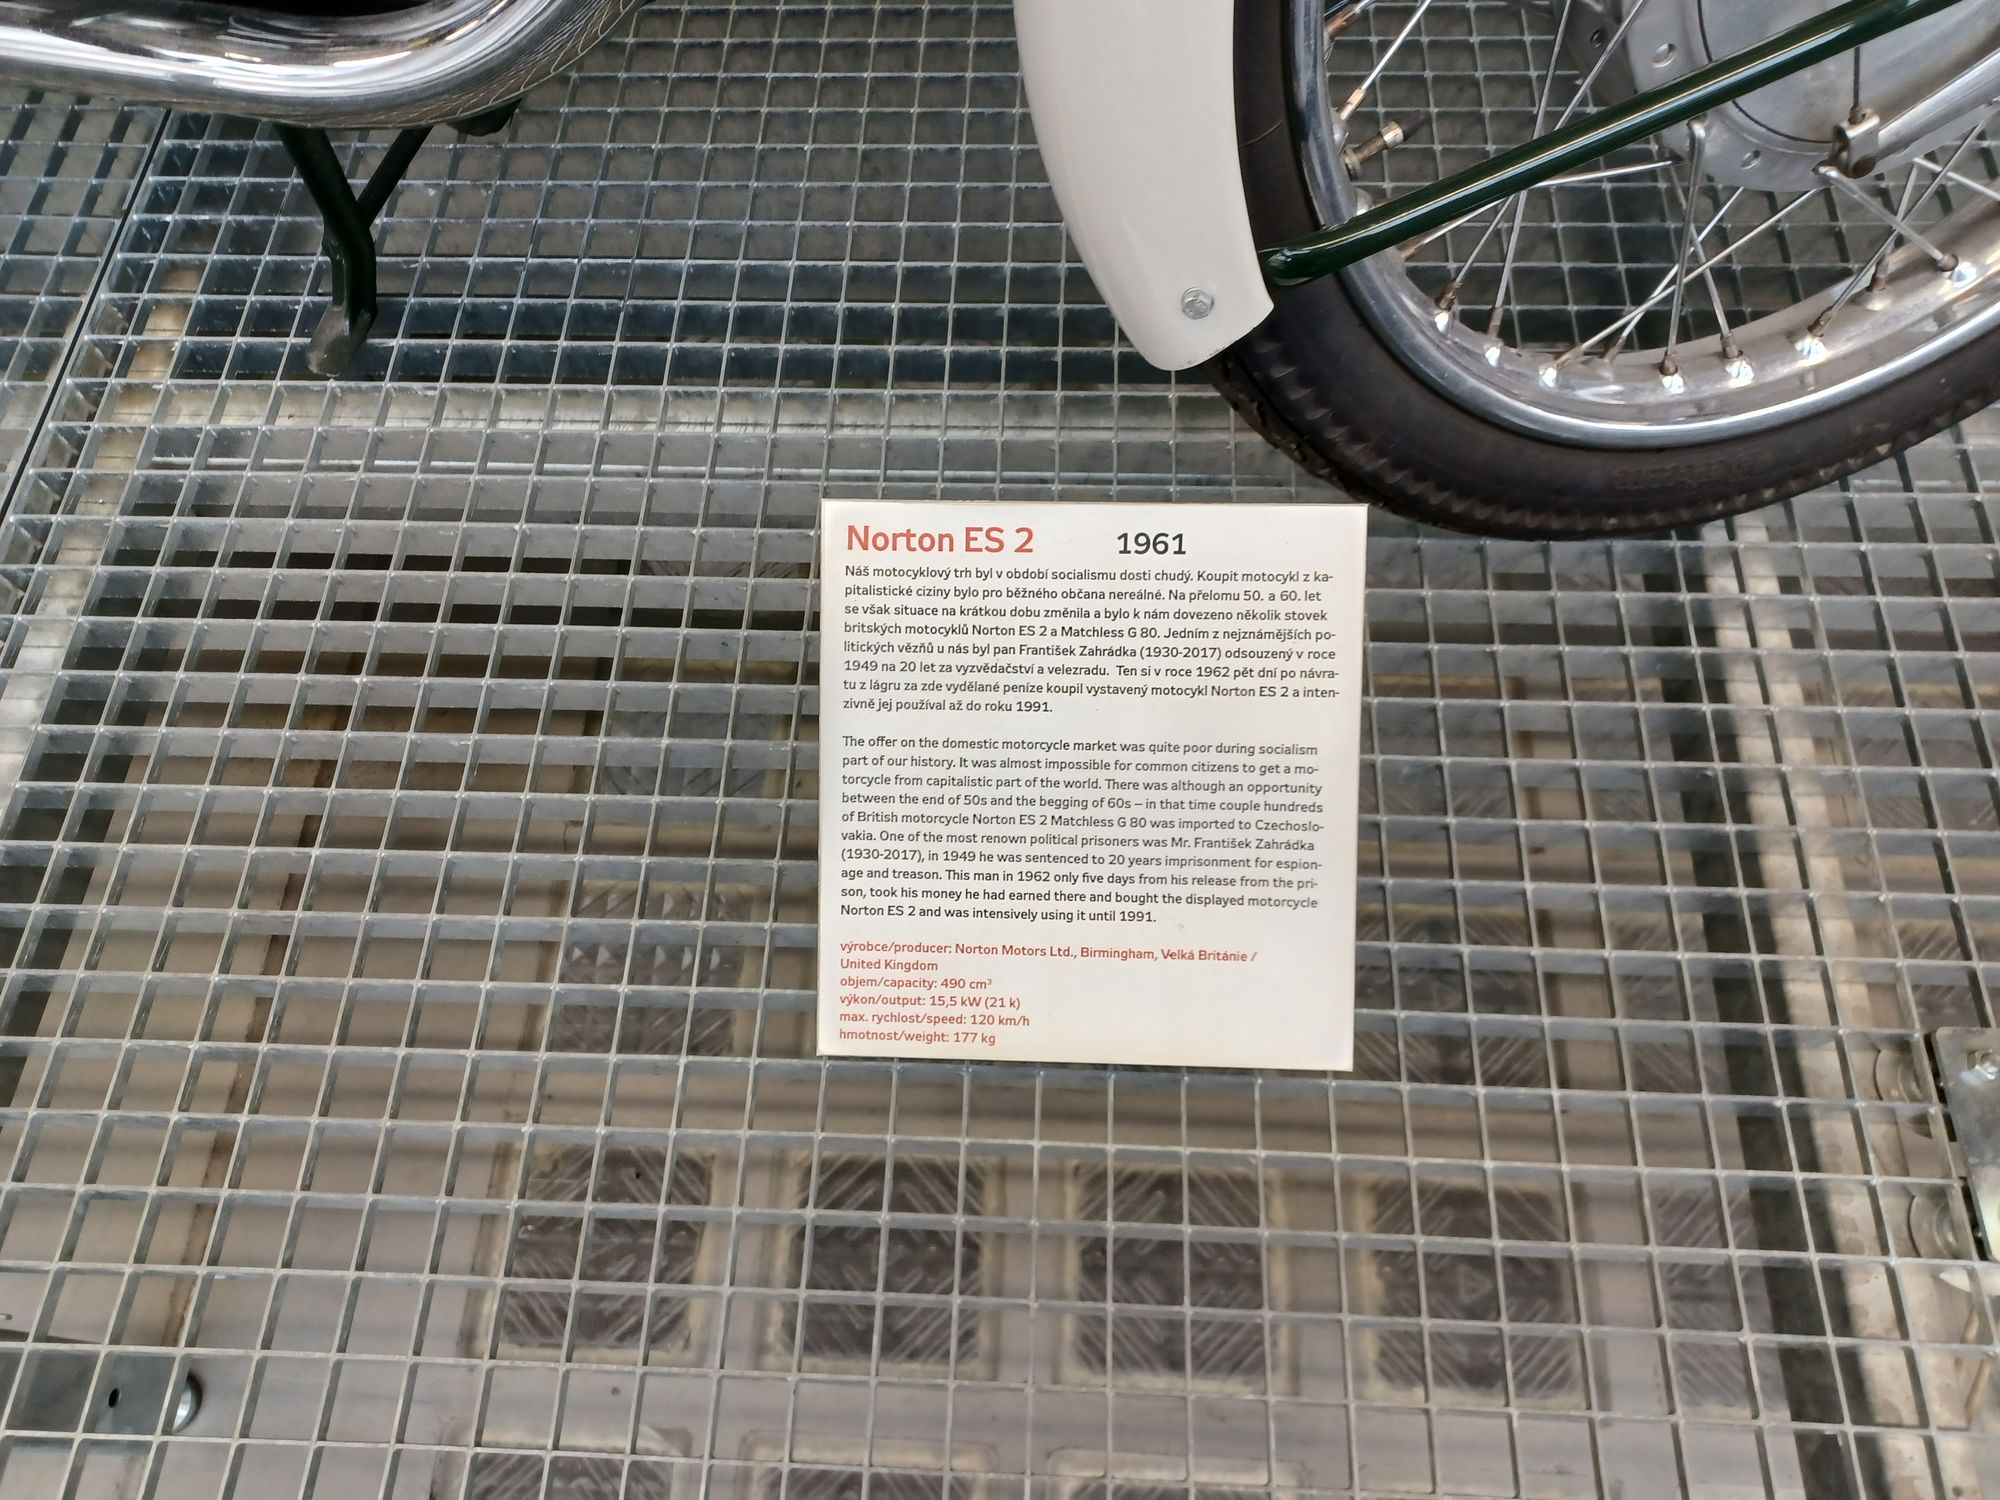 Norton ES 2 1961
Náš motocyklový trh byl v období socialismu dosti chudý. Koupit motocykl z ka-
pitalistické ciziny bylo pro běžného občana nereálné. Na přelomu 50. a 60. let
se však situace na krátkou dobu změnila a bylo k nám dovezeno několik stovek
britských motocyklů Norton ES 2 a Matchless G 80. Jedním z nejznámějších po-
litických vězňů u nás byl pan František Zahrádka (1930-2017) odsouzený v roce
1949 na 20 let za vyzvědačství a velezradu. Ten si v roce 1962 pět dní po návra-
tu z lágru za zde vydělané peníze koupil vystavený motocykl Norton ES 2 a inten-
zivně jej používal až do roku 1991.
The offer on the domestic motorcycle market was quite poor during socialism
part of our history. It was almost impossible for common citizens to get a mo-
torcycle from capitalistic part of the world. There was although an opportunity
between the end of 50s and the begging of 60s – in that time couple hundreds
of British motorcycle Norton ES 2 Matchless G 80 was imported to Czechoslo-
vakia. One of the most renown political prisoners was Mr. František Zahrádka
(1930-2017), in 1949 he was sentenced to 20 years imprisonment for espion-
age and treason. This man in 1962 only five days from his release from the pri-
son, took his money he had earned there and bought the displayed motorcycle
Norton ES 2 and was intensively using it until 1991.
výrobce/producer: Norton Motors Ltd., Birmingham, Velká Británie /
United Kingdom
objem/capacity: 490 cm³
výkon/output: 15,5 kW (21 k)
max. rychlost/speed: 120 km/h
hmotnost/weight: 177 kg